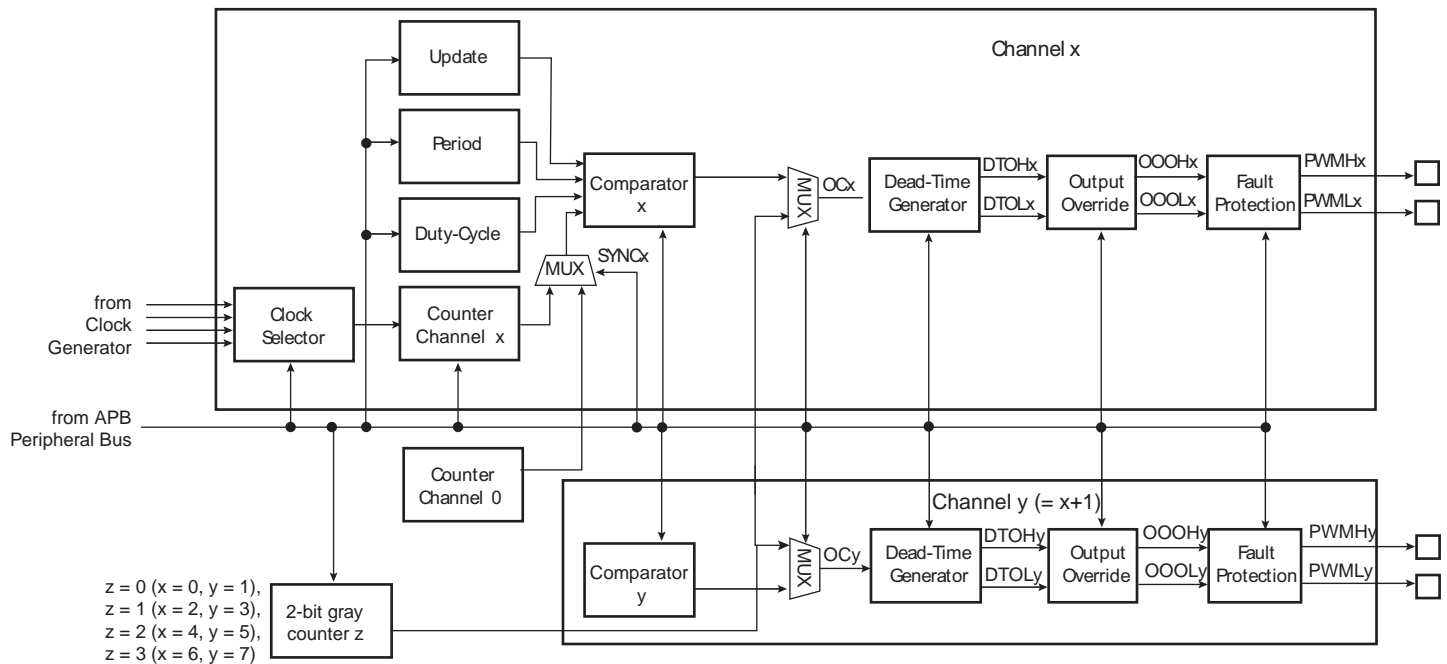 Channel x
Update
Period
Duty-Cycle
Comparator
x
MUX
SYNCx
from
Clock
Generator
Clock
Selector
Counter
Channel x
MUX
OCx
Dead-Time
Generator
DTOHx
DTOLx
Output
Override
OOOHx
OOOLx
Fault
Protection
PWMHx
PWMLx
from APB
Peripheral Bus
Counter
Channel 0
Channel y (= x+1)
Comparator
y
MUX
OCy
Dead-Time
Generator
DTOHy
DTOLy
Output
Override
OOOHy
OOOLy
Fault
Protection
PWMHy
PWMLy
z = 0 (x = 0, y = 1),
z = 1 (x = 2, y = 3),
z = 2 (x = 4, y = 5),
z = 3 (x = 6, y = 7)
2-bit gray
counter z